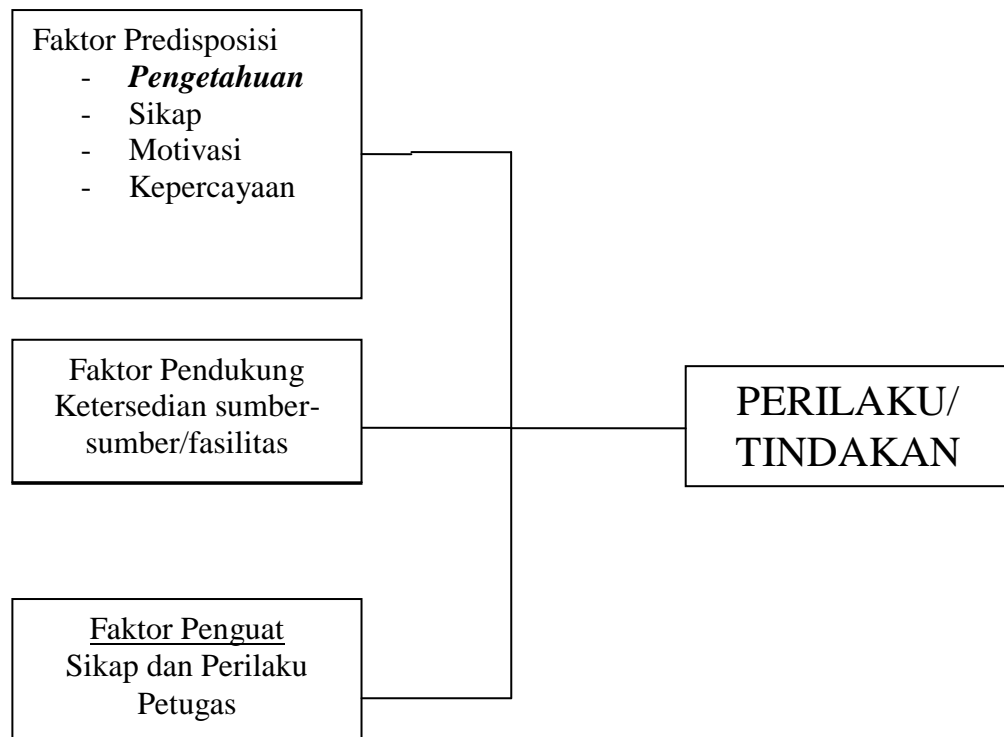 Faktor Predisposisi
- Pengetahuan
- Sikap
- Motivasi
- Kepercayaan
Faktor Pendukung
Ketersedian sumber-
sumber/fasilitas
PERILAKU/
TINDAKAN
Faktor Penguat
Sikap dan Perilaku
Petugas